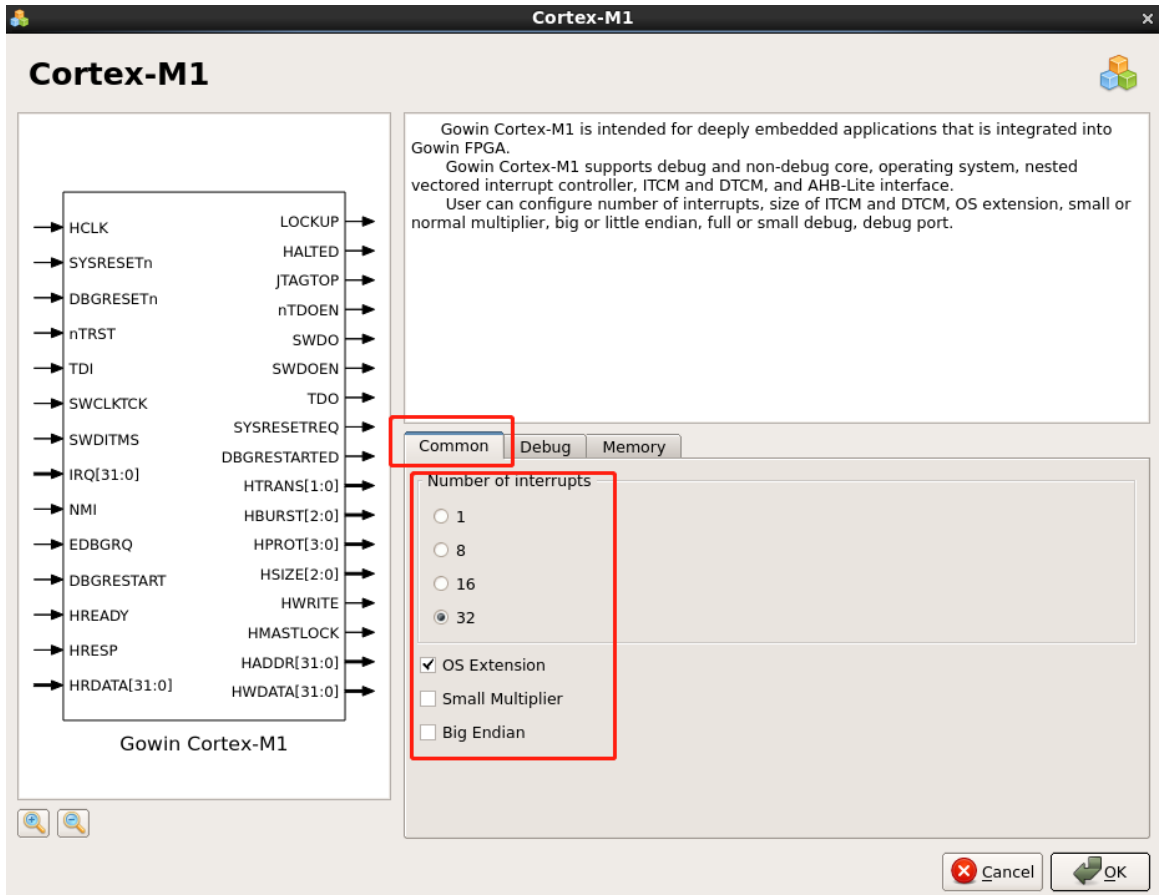 Cortex-M1
Cortex-M1
HCLK
SYSRESETn
DBGRESETn
nTRST
TDI
SWCLKTCK
SWDITMS
IRQ[31:0]
NMI
EDBGRQ
DBGRESTART
HREADY
HRESP
HRDATA[31:0]
LOCKUP
HALTED
JTAGTOP
nTDOEN
SWDO
SWDOEN
TDO
SYSRESETREQ
DBGRESTARTED
HTRANS[1:0]
HBURST[2:0]
HPROT[3:0]
HSIZE[2:0]
HWRITE
HMASTLOCK
HADDR[31:0]
HWDATA[31:0]
Gowin Cortex-M1
Gowin Cortex-M1 is intended for deeply embedded applications that is integrated into
Gowin FPGA.
Gowin Cortex-M1 supports debug and non-debug core, operating system, nested
vectored interrupt controller, ITCM and DTCM, and AHB-Lite interface.
User can configure number of interrupts, size of ITCM and DTCM, OS extension, small or
normal multiplier, big or little endian, full or small debug, debug port.
Common Debug Memory
Number of interrupts
1
8
16
32
OS Extension
Small Multiplier
Big Endian
Cancel OK